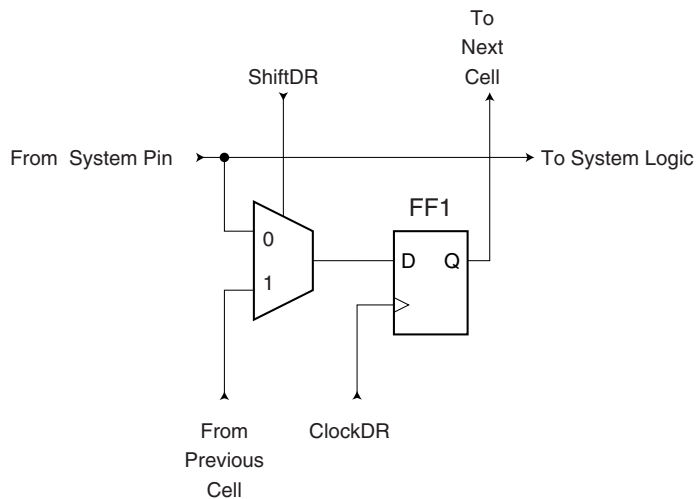 To
Next
Cell
ShiftDR
From System Pin
To System Logic
FF1
0
D Q
1
From
Previous
Cell
ClockDR